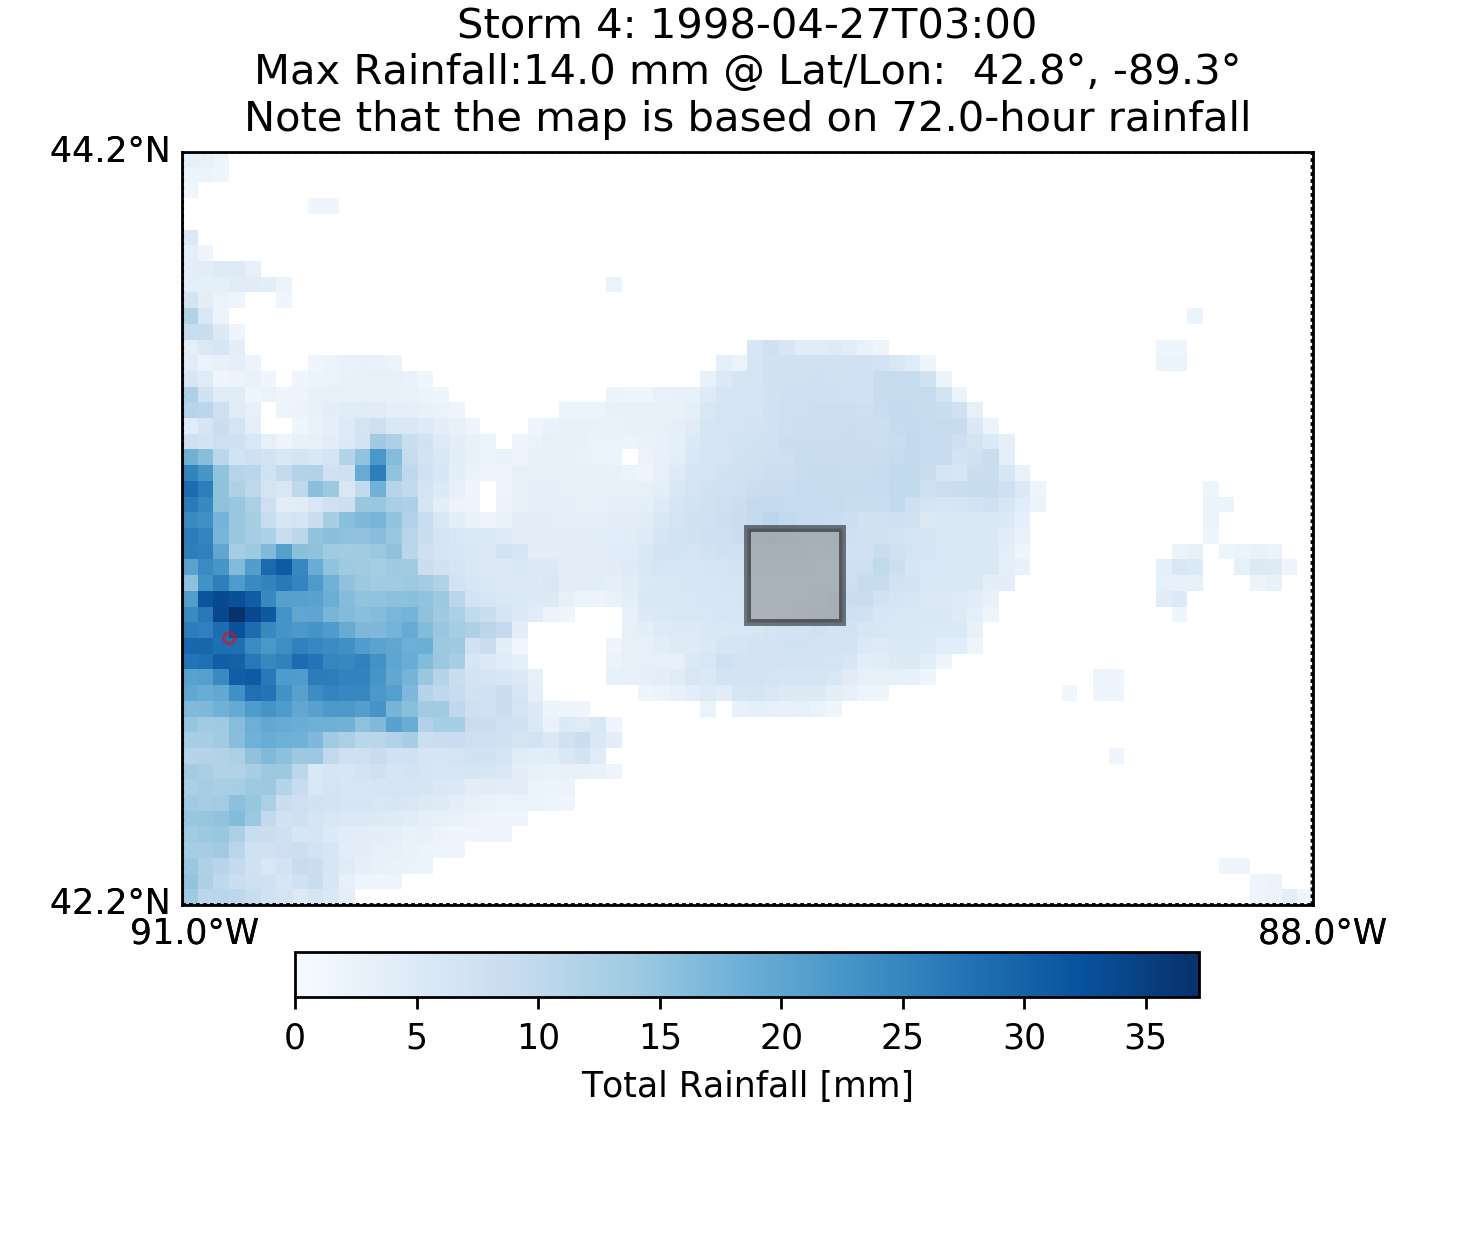 Storm 4: 1998-04-27T03:00
Max Rainfall:14.0 mm @ Lat/Lon:  42.8°, -89.3°
Note that the map is based on 72.0-hour rainfall
44.2°N
42.2°N
91.0°W
88.0°W
0 5 10 15 20 25 30 35
Total Rainfall [mm]